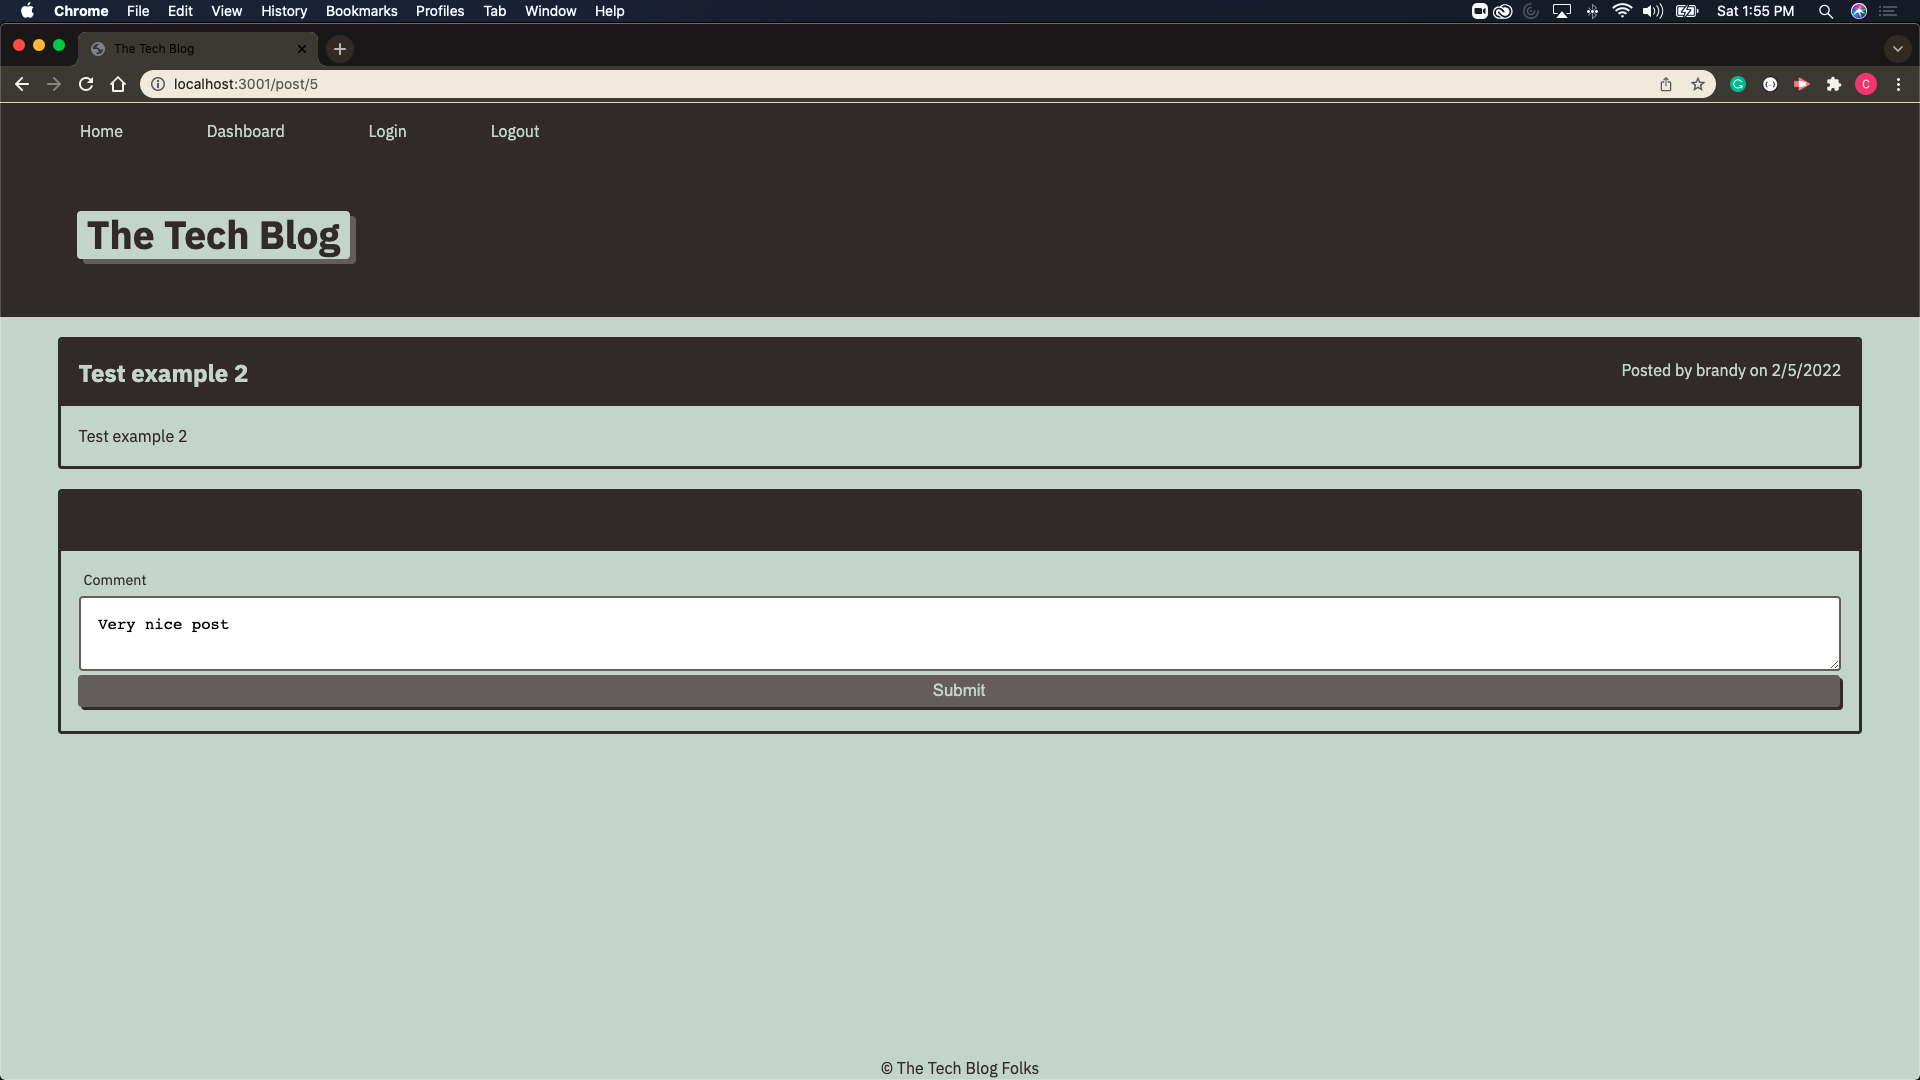 Chrome File Edit View History Bookmarks Profiles Tab Window Help Sat 1:55 PM
The Tech Blog
localhost:3001/post/5 G C
Home Dashboard Login Logout
The Tech Blog
Test example 2 Posted by brandy on 2/5/2022
Test example 2
Comment
Very nice post
Submit
© The Tech Blog Folks